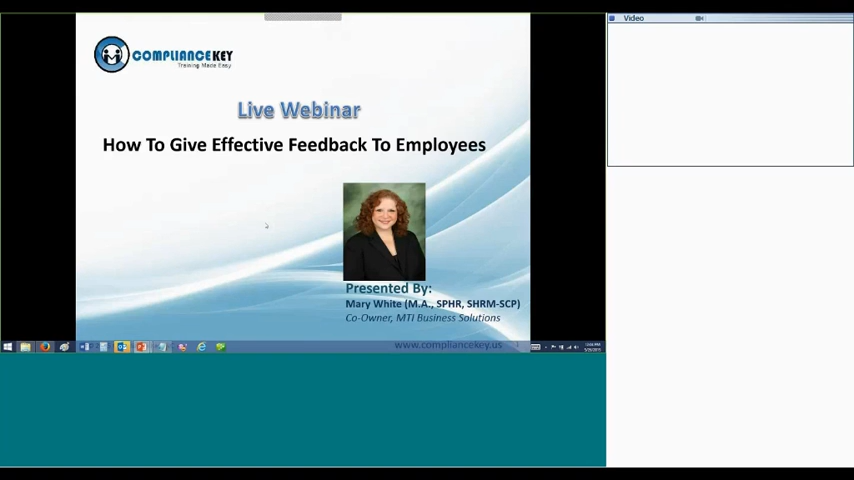 Video
COMPLIANCEKEY
Training Made Easy
Live Webinar
How To Give Effective Feedback To Employees
Presented By:
Mary White (M.A., SPHR, SHRM-SCP)
Co-Owner, MTI Business Solutions
www.compliancekey.us